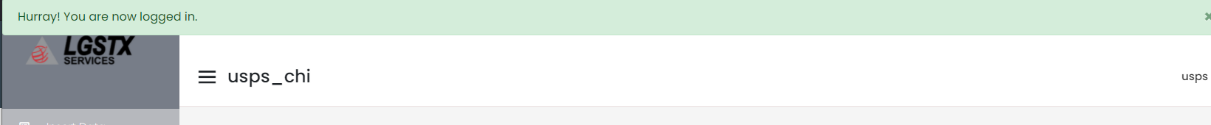 Hurray! You are now logged in.
LGSTX
SERVICES
usps_chi
usps